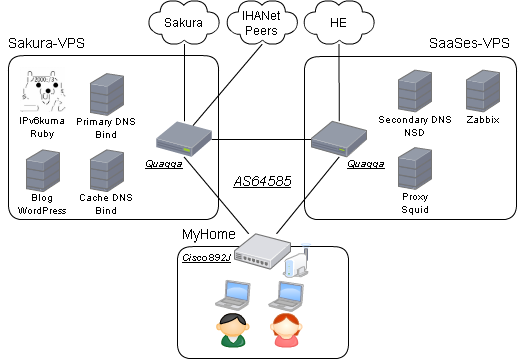 Sakura
IHANet
Peers
HE
Sakura-VPS
SaaSes-VPS
IPv6kuma
Ruby
Primary DNS
Bind
Quagga
Blog
WordPress
Cache DNS
Bind
AS64585
Quagga
Secondary DNS
NSD
Zabbix
Proxy
Squid
MyHome
Cisco892J